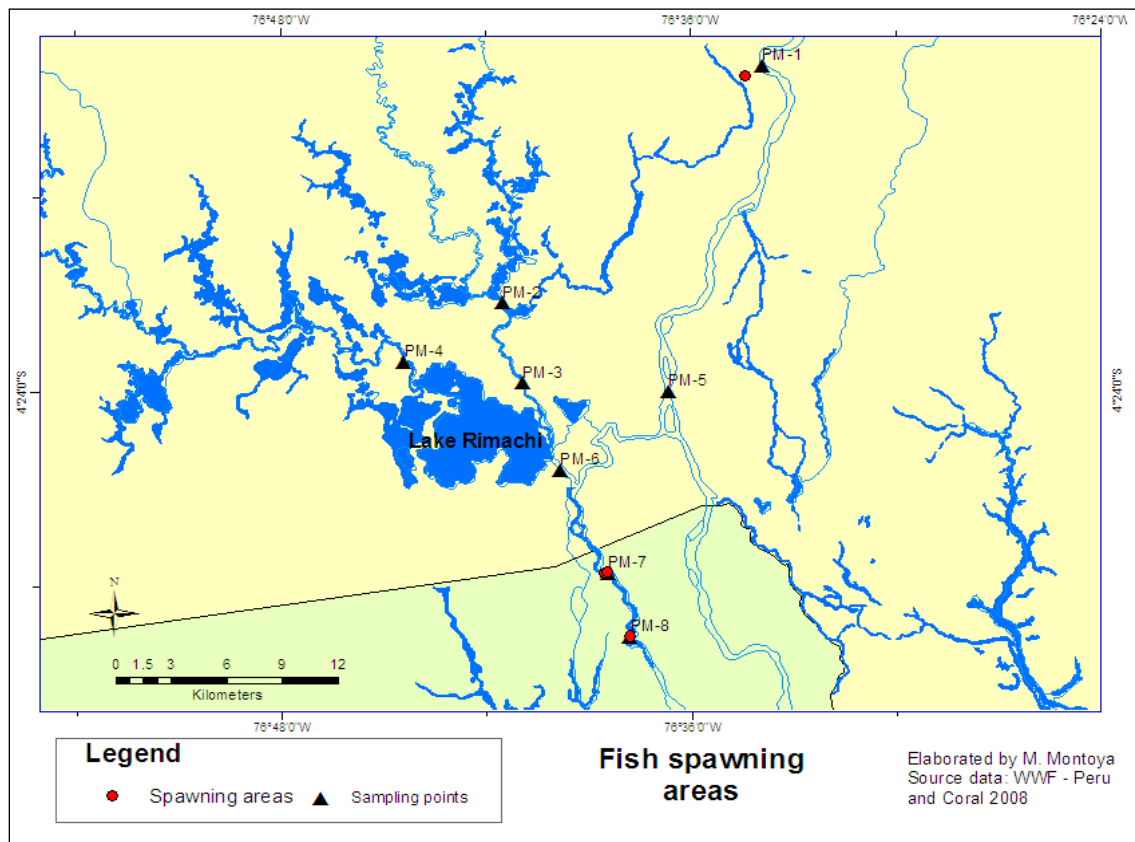 76°48'0"W
76°36'0"W
76°24'0"W
PM-1
PM-2
PM-4
PM-3
PM-5
4°24'0"S
4°24'0"S
Lake Rimachi
PM-6
PM-7
PM-8
N
0 1.5 3 6 9 12
Kilometers
76°48'0"W
76°36'0"W
Legend
Spawning areas
Sampling points
Fish spawning
areas
Elaborated by M. Montoya
Source data: WWF - Peru
and Coral 2008